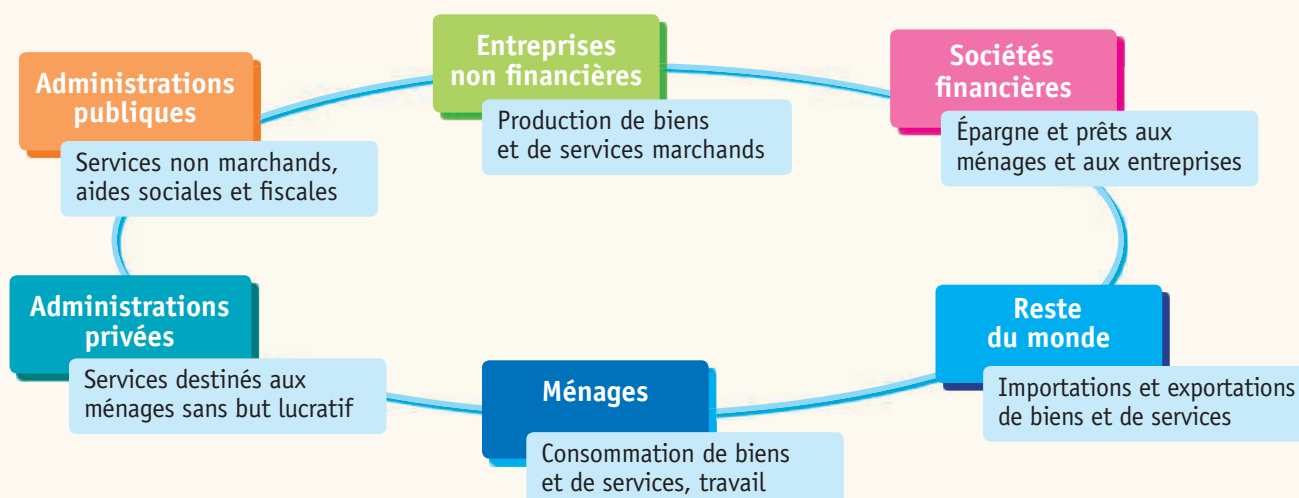 Administrations
publiques
Services non marchands,
aides sociales et fiscales
Entreprises
non financières
Production de biens
et de services marchands
Sociétés
financières
Épargne et prêts aux
ménages et aux entreprises
Administrations
privées
Services destinés aux
ménages sans but lucratif
Ménages
Consommation de biens
et de services, travail
Reste
du monde
Importations et exportations
de biens et de services